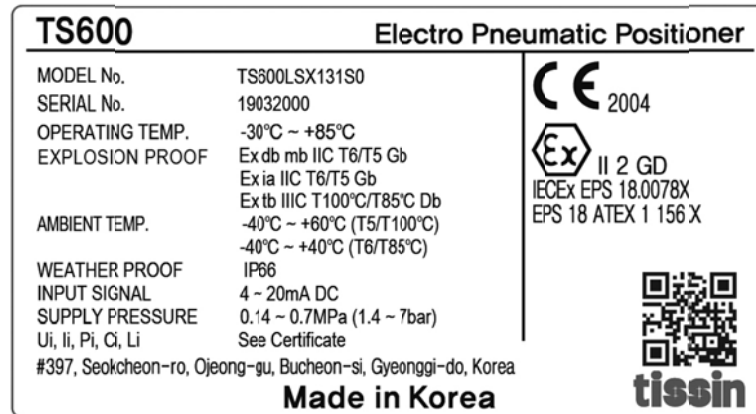 TS600 Electro Pneumatic Positioner
MODEL No. TS600LSX131S0
SERIAL No. 19032000
OPERATING TEMP. -30°C ~ +85°C
EXPLOSION PROOF Ex db mb IIC T6/T5 Gb
Ex ia IIC T6/T5 Gb
Ex tb IIIC T100°C/T85°C Db
AMBIENT TEMP. -40°C ~ +60°C (T5/T100°C)
-40°C ~ +40°C (T6/T85°C)
WEATHER PROOF IP66
INPUT SIGNAL 4 ~ 20mA DC
SUPPLY PRESSURE 0.14 ~ 0.7MPa (1.4 ~ 7bar)
Ui, Ii, Pi, Ci, Li See Certificate
#397, Seokcheon-ro, Ojeong-gu, Bucheon-si, Gyeonggi-do, Korea
Made in Korea
CE 2004
Ex II 2 GD
IECEx EPS 18.0078X
EPS 18 ATEX 1 156 X
tissin